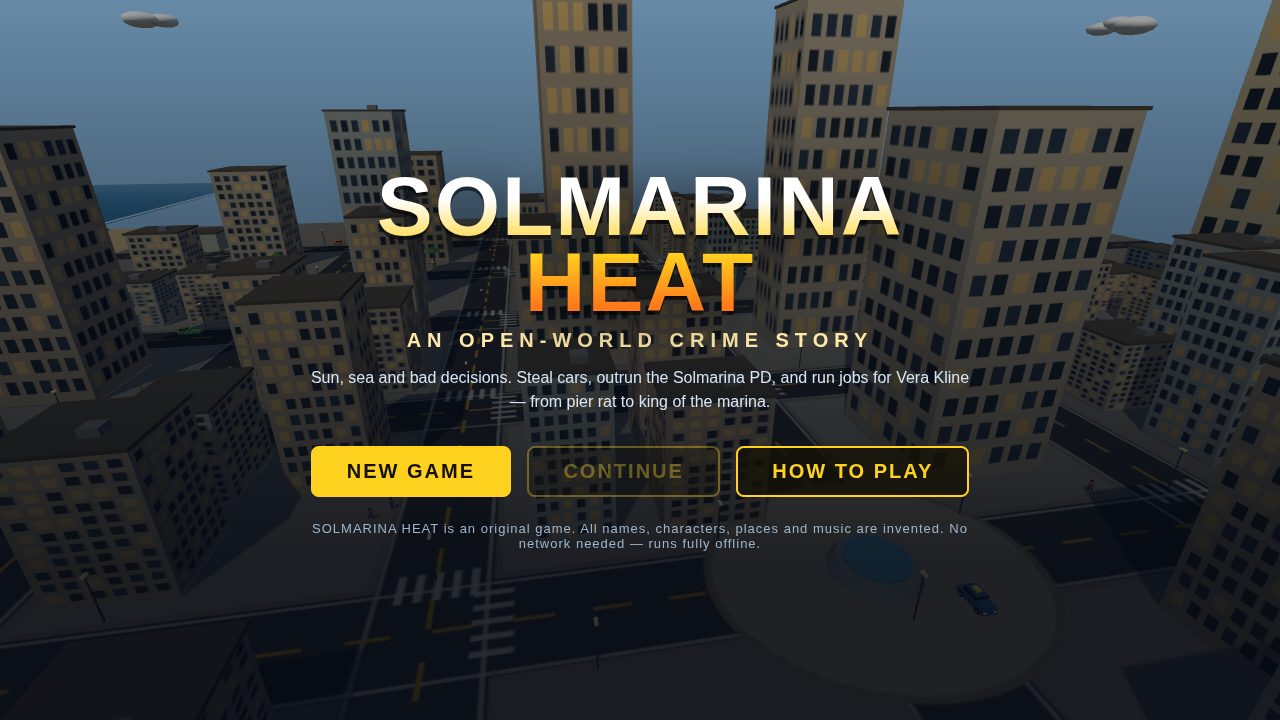 SOLMARINA
HEAT
AN OPEN-WORLD CRIME STORY
Sun, sea and bad decisions. Steal cars, outrun the Solmarina PD, and run jobs for Vera Kline
— from pier rat to king of the marina.
NEW GAME
CONTINUE
HOW TO PLAY
SOLMARINA HEAT is an original game. All names, characters, places and music are invented. No
network needed — runs fully offline.